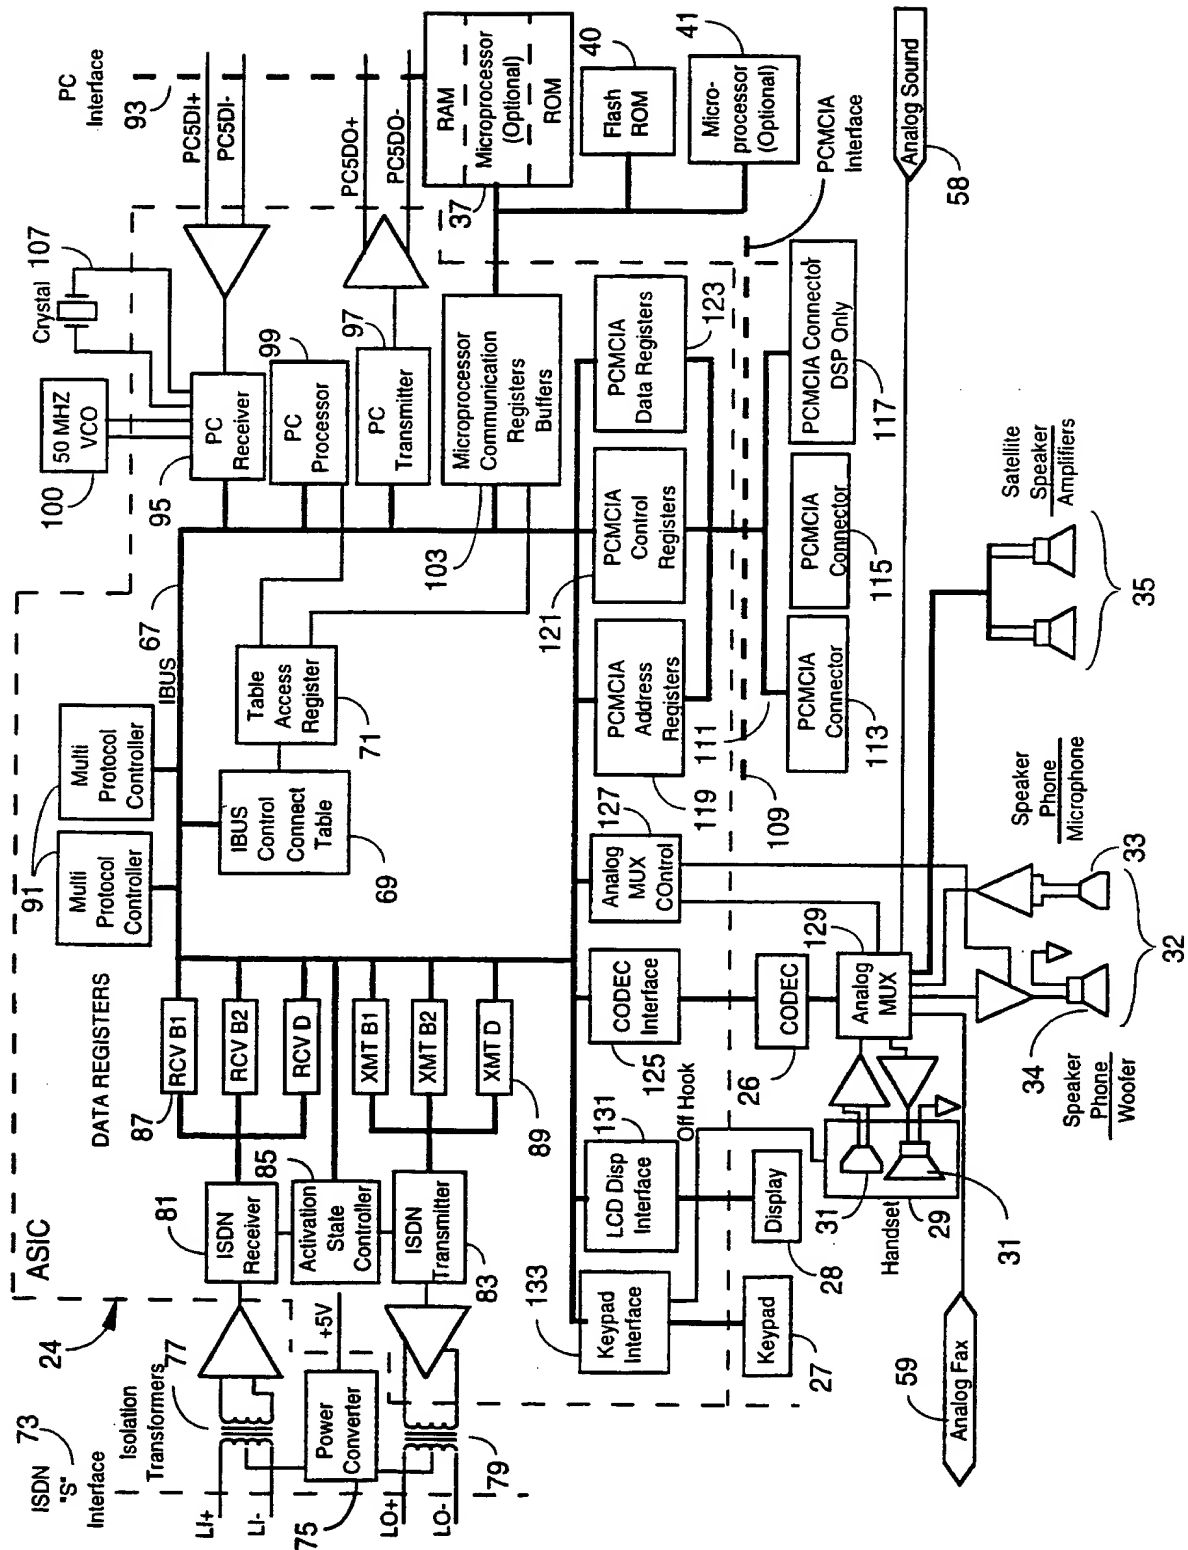 ISDN
"S"
Interface
73
Isolation
Transformers
77
LI+
LI-
75
Power
Converter
+5V
LO+
LO-
79
24
ASIC
81
ISDN
Receiver
85
Activation
State
Controller
ISDN
Transmitter
83
DATA REGISTERS
87
RCV B1
RCV B2
RCV D
XMT B1
XMT B2
XMT D
89
91
Multi
Protocol
Controller
Multi
Protocol
Controller
IBUS
67
IBUS
Control
Connect
Table
69
Table
Access
Register
71
100
50 MHZ
VCO
Crystal
107
95
PC
Receiver
99
PC
Processor
97
PC
Transmitter
103
Microprocessor
Communication
Registers
Buffers
PC
Interface
93
PC5DI+
PC5DI-
PC5DO+
PC5DO-
RAM
Microprocessor
(Optional)
ROM
37
Flash
ROM
40
Micro-
processor
(Optional)
41
PCMCIA
Interface
133
Keypad
Interface
131
LCD Disp
Interface
Off Hook
125
CODEC
Interface
127
Analog
MUX
COntrol
119
PCMCIA
Address
Registers
121
PCMCIA
Control
Registers
123
PCMCIA
Data Registers
111
109
PCMCIA
Connector
113
PCMCIA
Connector
115
PCMCIA Connector
DSP Only
117
Keypad
27
Display
28
CODEC
26
129
Analog
MUX
31
Handset
29
31
59
Analog Fax
34
Speaker
Phone
Woofer
32
33
Speaker
Phone
Microphone
35
Satellite
Speaker
Amplifiers
58
Analog Sound